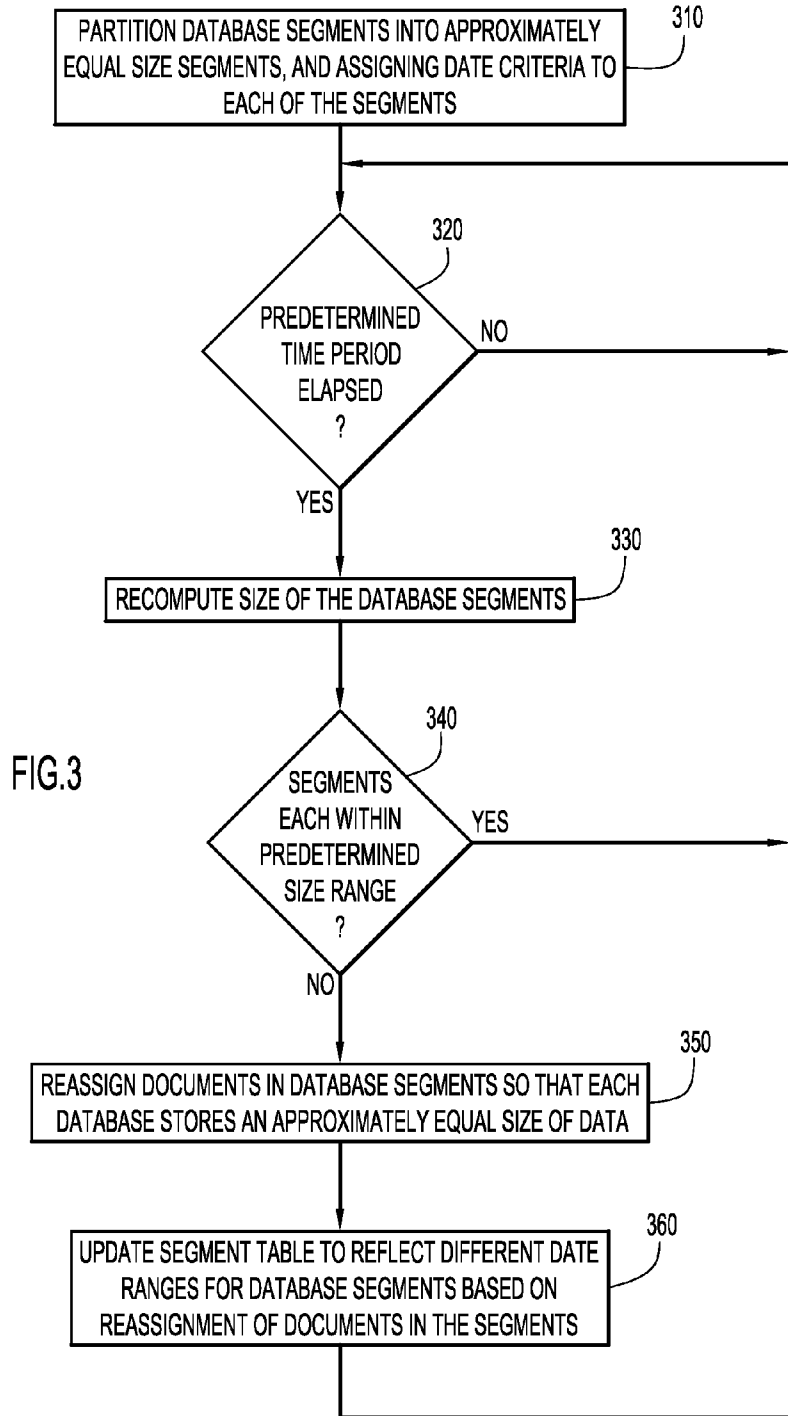 PARTITION DATABASE SEGMENTS INTO APPROXIMATELY
EQUAL SIZE SEGMENTS, AND ASSIGNING DATE CRITERIA TO
EACH OF THE SEGMENTS
310
320
PREDETERMINED
TIME PERIOD
ELAPSED
?
NO
YES
330
RECOMPUTE SIZE OF THE DATABASE SEGMENTS
340
FIG.3
SEGMENTS
EACH WITHIN
PREDETERMINED
SIZE RANGE
?
YES
NO
350
REASSIGN DOCUMENTS IN DATABASE SEGMENTS SO THAT EACH
DATABASE STORES AN APPROXIMATELY EQUAL SIZE OF DATA
360
UPDATE SEGMENT TABLE TO REFLECT DIFFERENT DATE
RANGES FOR DATABASE SEGMENTS BASED ON
REASSIGNMENT OF DOCUMENTS IN THE SEGMENTS